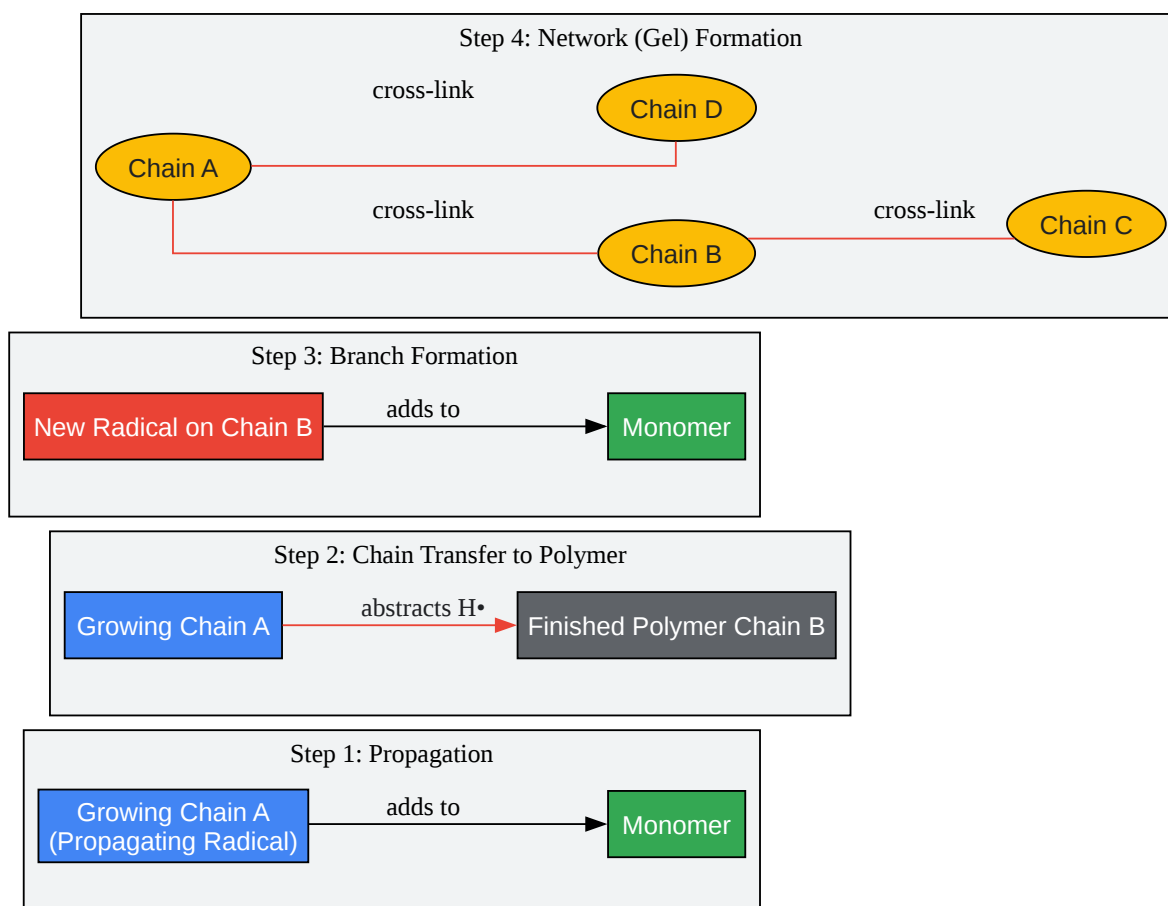 Step 4: Network (Gel) Formation
cross-link
Chain D
Chain A
cross-link
cross-link
Chain C
Chain B
Step 3: Branch Formation
New Radical on Chain B
adds to
Monomer
Step 2: Chain Transfer to Polymer
Growing Chain A
abstracts H•
Finished Polymer Chain B
Step 1: Propagation
Growing Chain A
(Propagating Radical)
adds to
Monomer